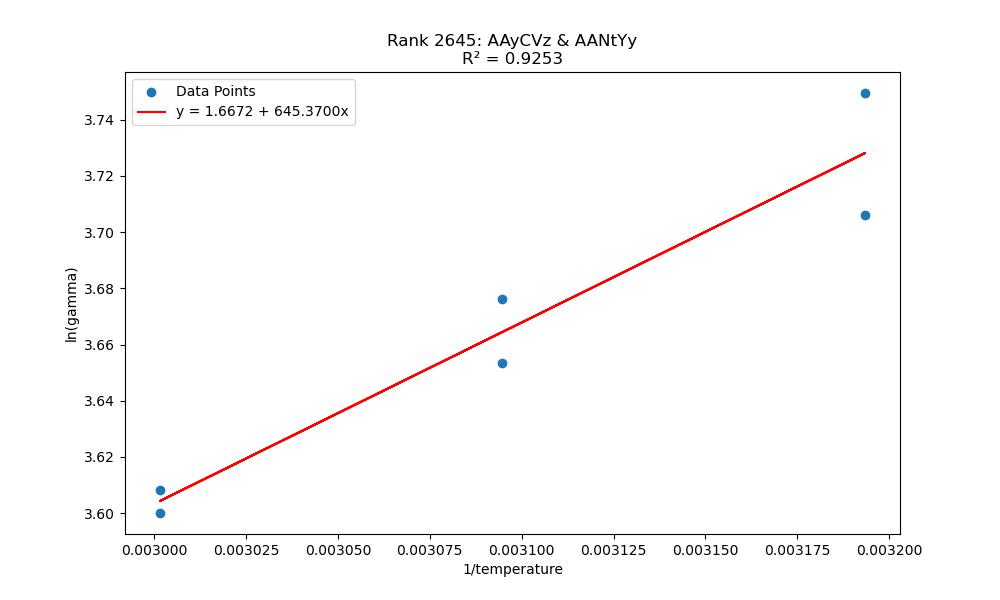 Rank 2645: AAyCVz & AANtYy
R² = 0.9253
Data Points
y = 1.6672 + 645.3700x
3.74
3.72
3.70
3.68
3.66
3.64
3.62
3.60
ln(gamma)
0.003000 0.003025 0.003050 0.003075 0.003100 0.003125 0.003150 0.003175 0.003200
1/temperature